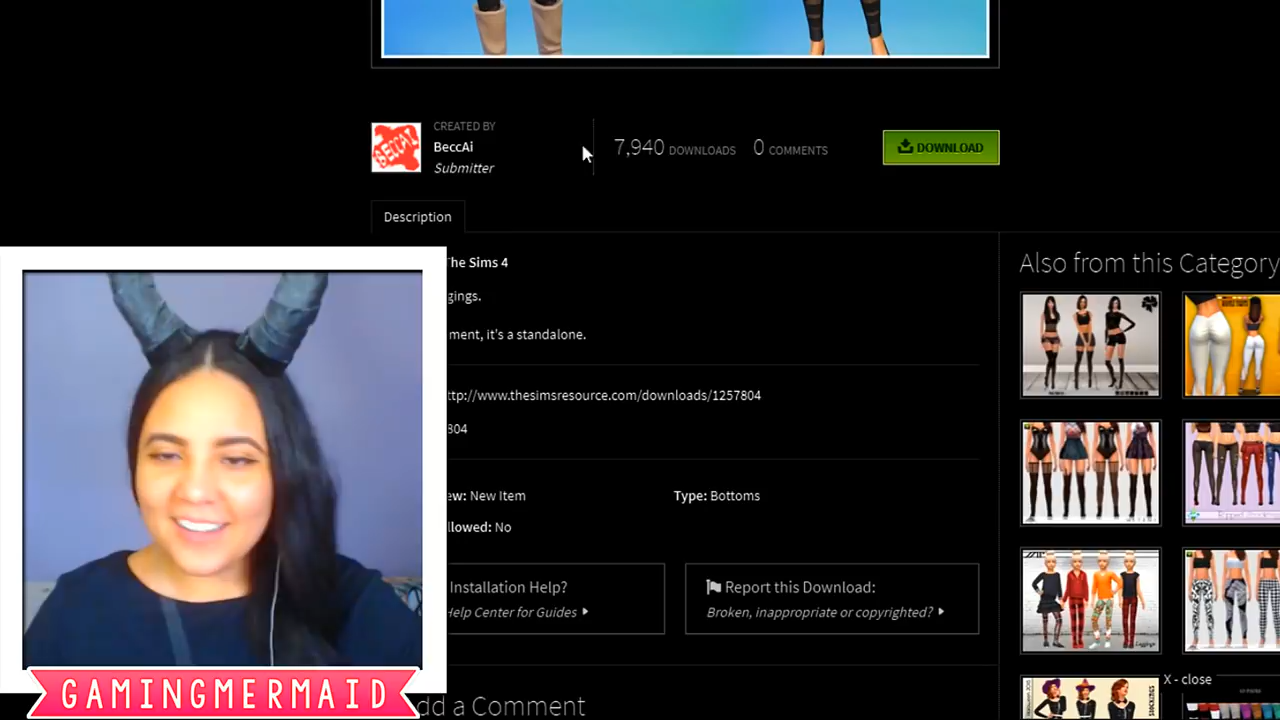 CREATED BY
BeccAi
Submitter
BECCAI
7,940 DOWNLOADS
0 COMMENTS
DOWNLOAD
Description
he Sims 4
gings.
ment, it's a standalone.
ttp://www.thesimsresource.com/downloads/1257804
804
ew: New Item
Type: Bottoms
llowed: No
Installation Help?
Help Center for Guides
Report this Download:
Broken, inappropriate or copyrighted?
dd a Comment
Also from this Category
X - close
GAMINGMERMAID